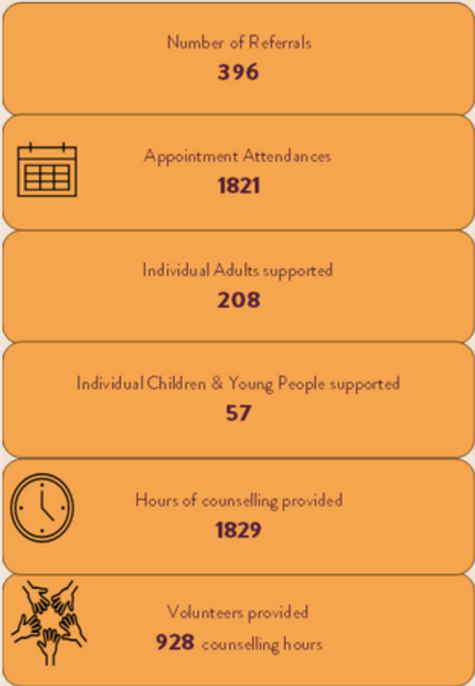 Number of Referrals
396
Appointment Attendances
1821
Individual Adults supported
208
Individual Children & Young People supported
57
Hours of counselling provided
1829
Volunteers provided
928 counselling hours